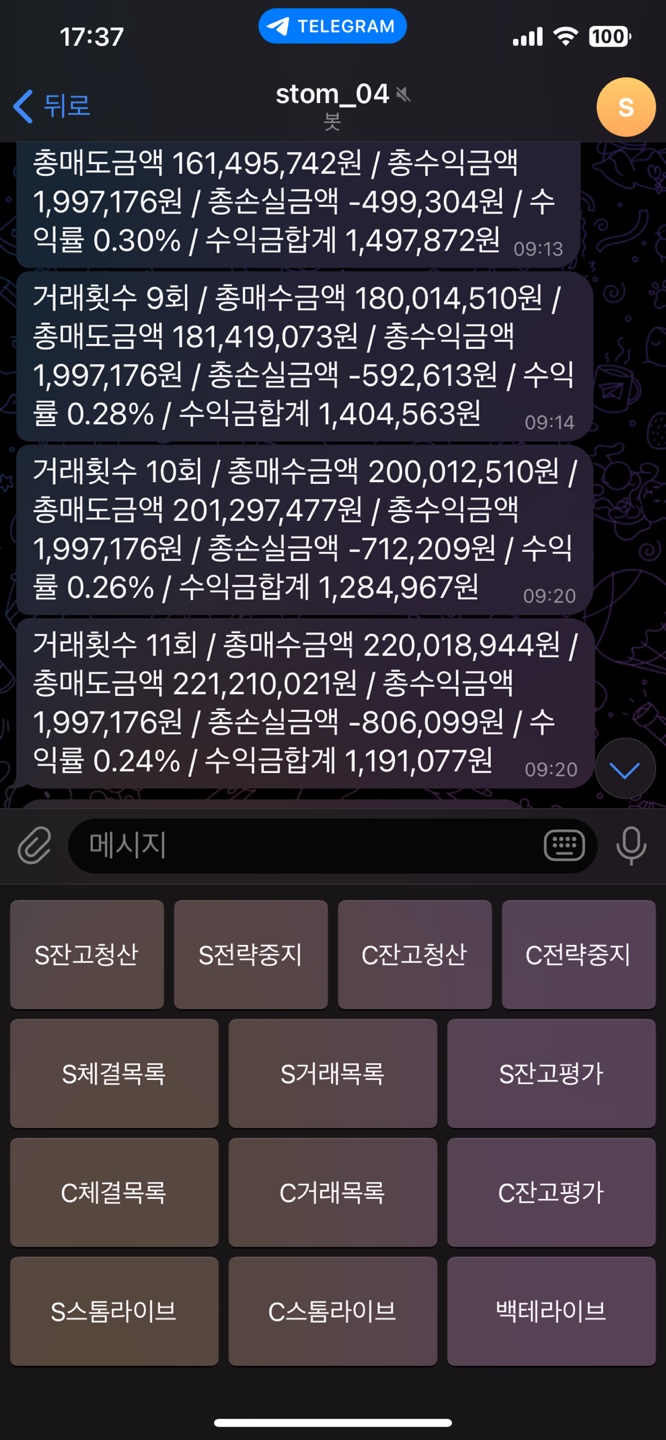 17:37
TELEGRAM
100
뒤로
stom_04
봇
S
총매도금액 161,495,742원 / 총수익금액
1,997,176원 / 총손실금액 -499,304원 / 수
익률 0.30% / 수익금합계 1,497,872원
09:13
거래횟수 9회 / 총매수금액 180,014,510원 /
총매도금액 181,419,073원 / 총수익금액
1,997,176원 / 총손실금액 -592,613원 / 수익
률 0.28% / 수익금합계 1,404,563원
09:14
거래횟수 10회 / 총매수금액 200,012,510원 /
총매도금액 201,297,477원 / 총수익금액
1,997,176원 / 총손실금액 -712,209원 / 수익
률 0.26% / 수익금합계 1,284,967원
09:20
거래횟수 11회 / 총매수금액 220,018,944원 /
총매도금액 221,210,021원 / 총수익금액
1,997,176원 / 총손실금액 -806,099원 / 수
익률 0.24% / 수익금합계 1,191,077원
09:20
메시지
S잔고청산
S전략중지
C잔고청산
C전략중지
S체결목록
S거래목록
S잔고평가
C체결목록
C거래목록
C잔고평가
S스톰라이브
C스톰라이브
백테라이브